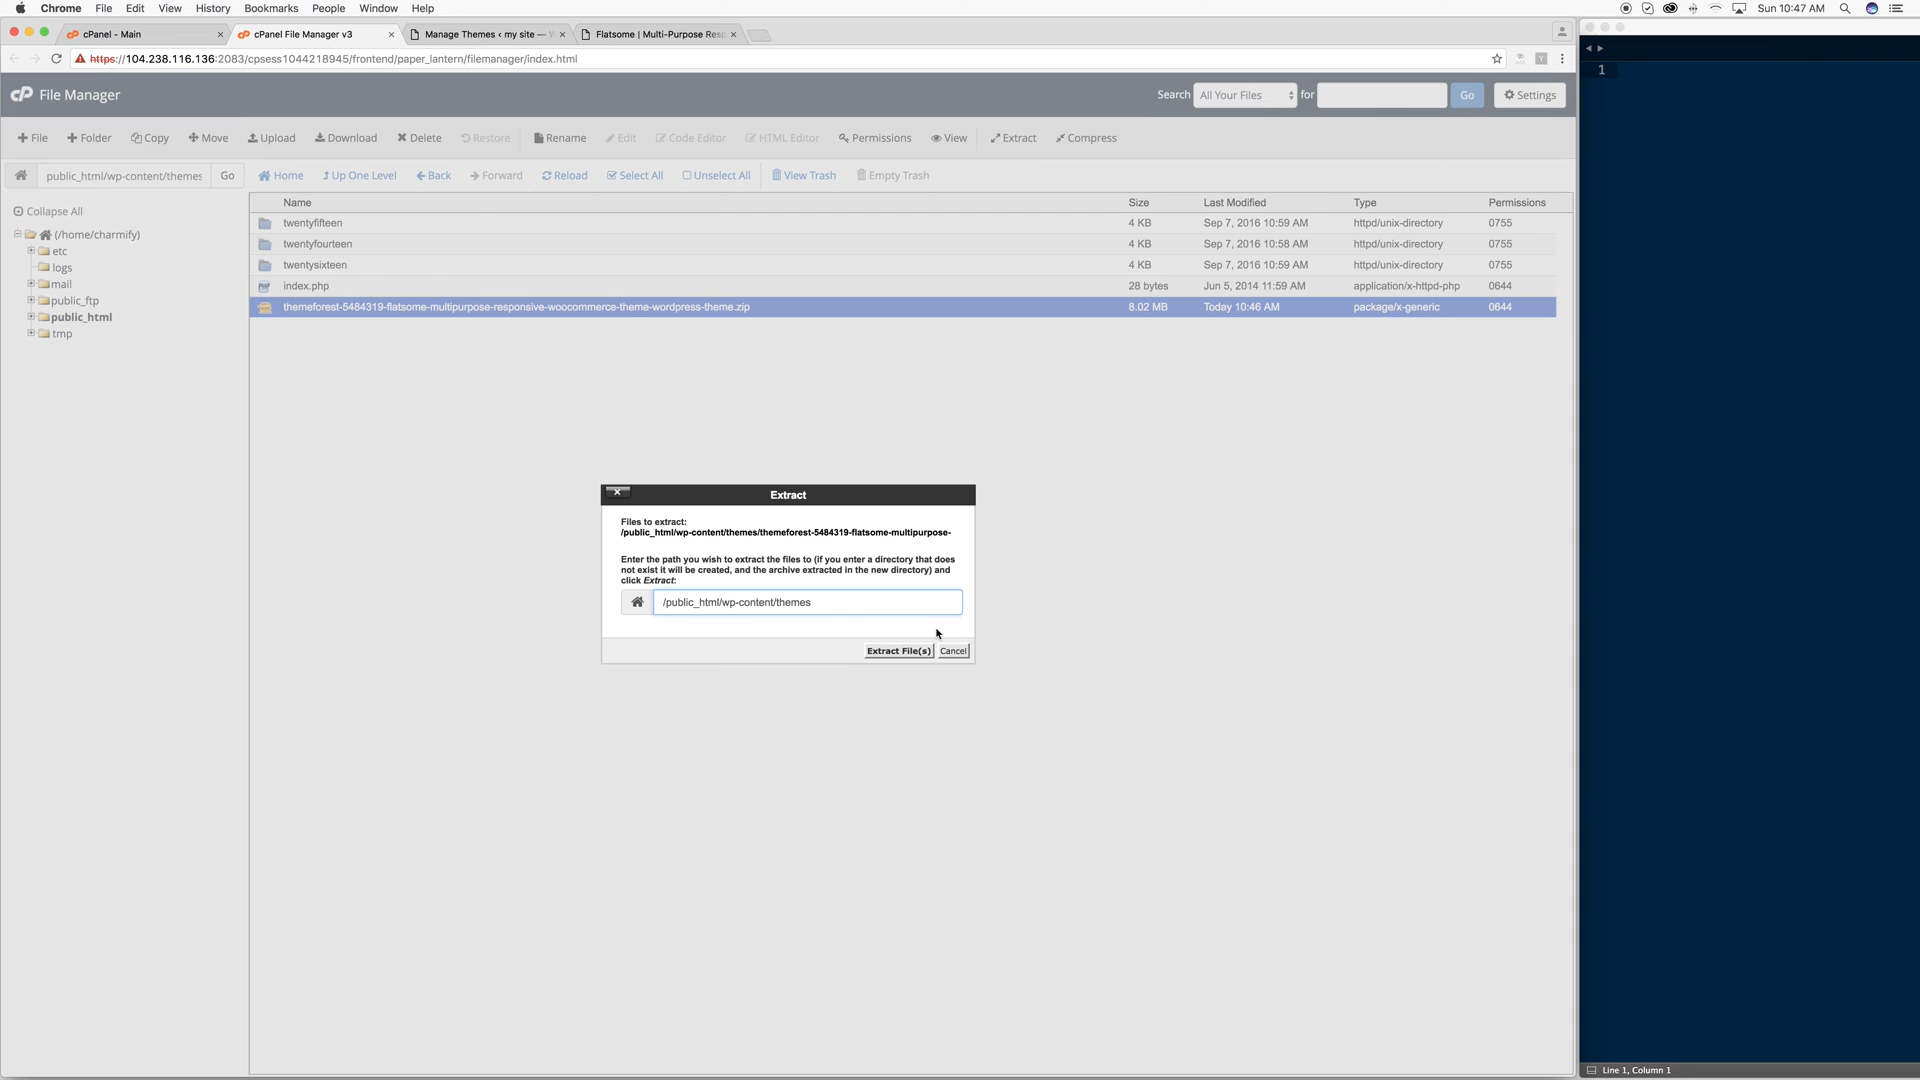 Chrome File Edit View History Bookmarks People Window Help Sun 10:47 AM
cPanel - Main cPanel File Manager v3 Manage Themes ‹ my site — Flatsome | Multi-Purpose Resp
https://104.238.116.136:2083/cpsess1044218945/frontend/paper_lantern/filemanager/index.html
cP File Manager Search All Your Files for Go Settings
File Folder Copy Move Upload Download Delete Restore Rename Edit Code Editor HTML Editor Permissions View Extract Compress
public_html/wp-content/themes Go Home Up One Level Back Forward Reload Select All Unselect All View Trash Empty Trash
Collapse All
(/home/charmify)
etc
logs
mail
public_ftp
public_html
tmp
Name Size Last Modified Type Permissions
twentyfifteen 4 KB Sep 7, 2016 10:59 AM httpd/unix-directory 0755
twentyfourteen 4 KB Sep 7, 2016 10:58 AM httpd/unix-directory 0755
twentysixteen 4 KB Sep 7, 2016 10:59 AM httpd/unix-directory 0755
index.php 28 bytes Jun 5, 2014 11:59 AM application/x-httpd-php 0644
themeforest-5484319-flatsome-multipurpose-responsive-woocommerce-theme-wordpress-theme.zip 8.02 MB Today 10:46 AM package/x-generic 0644
Extract
Files to extract:
/public_html/wp-content/themes/themeforest-5484319-flatsome-multipurpose-
Enter the path you wish to extract the files to (if you enter a directory that does
not exist it will be created, and the archive extracted in the new directory) and
click Extract:
/public_html/wp-content/themes
Extract File(s) Cancel
1
Line 1, Column 1